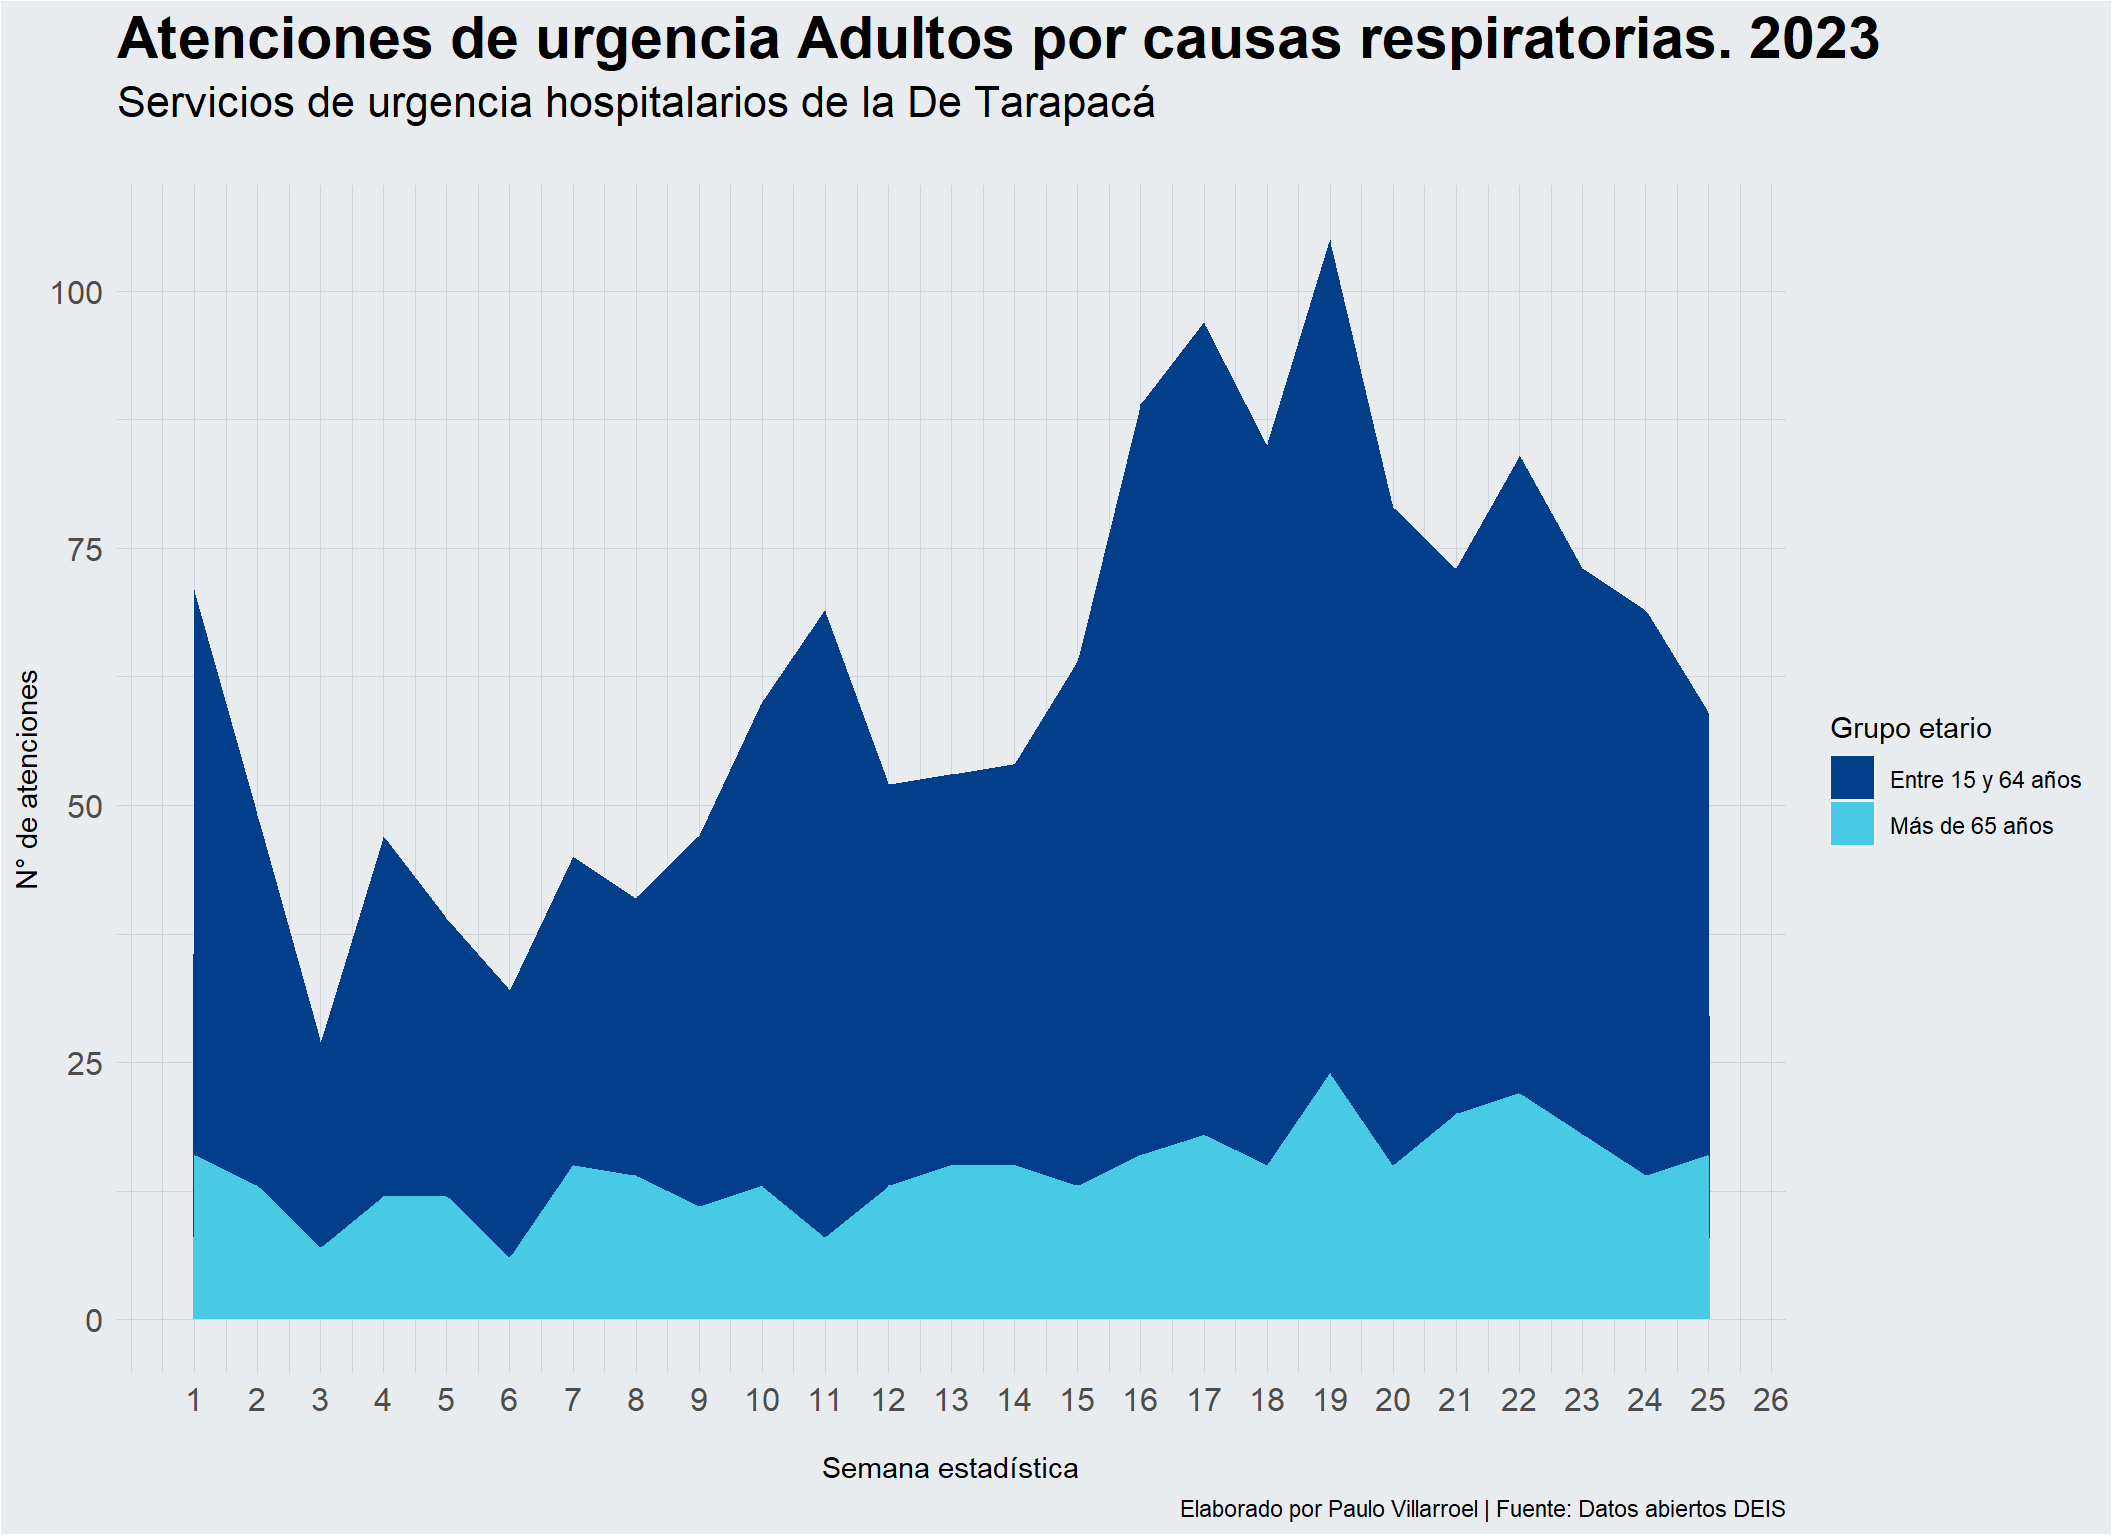 Atenciones de urgencia Adultos por causas respiratorias. 2023
Servicios de urgencia hospitalarios de la De Tarapacá
100
75
50
25
0
N° de atenciones
Grupo etario
Entre 15 y 64 años
Más de 65 años
1 2 3 4 5 6 7 8 9 10 11 12 13 14 15 16 17 18 19 20 21 22 23 24 25 26
Semana estadística
Elaborado por Paulo Villarroel | Fuente: Datos abiertos DEIS